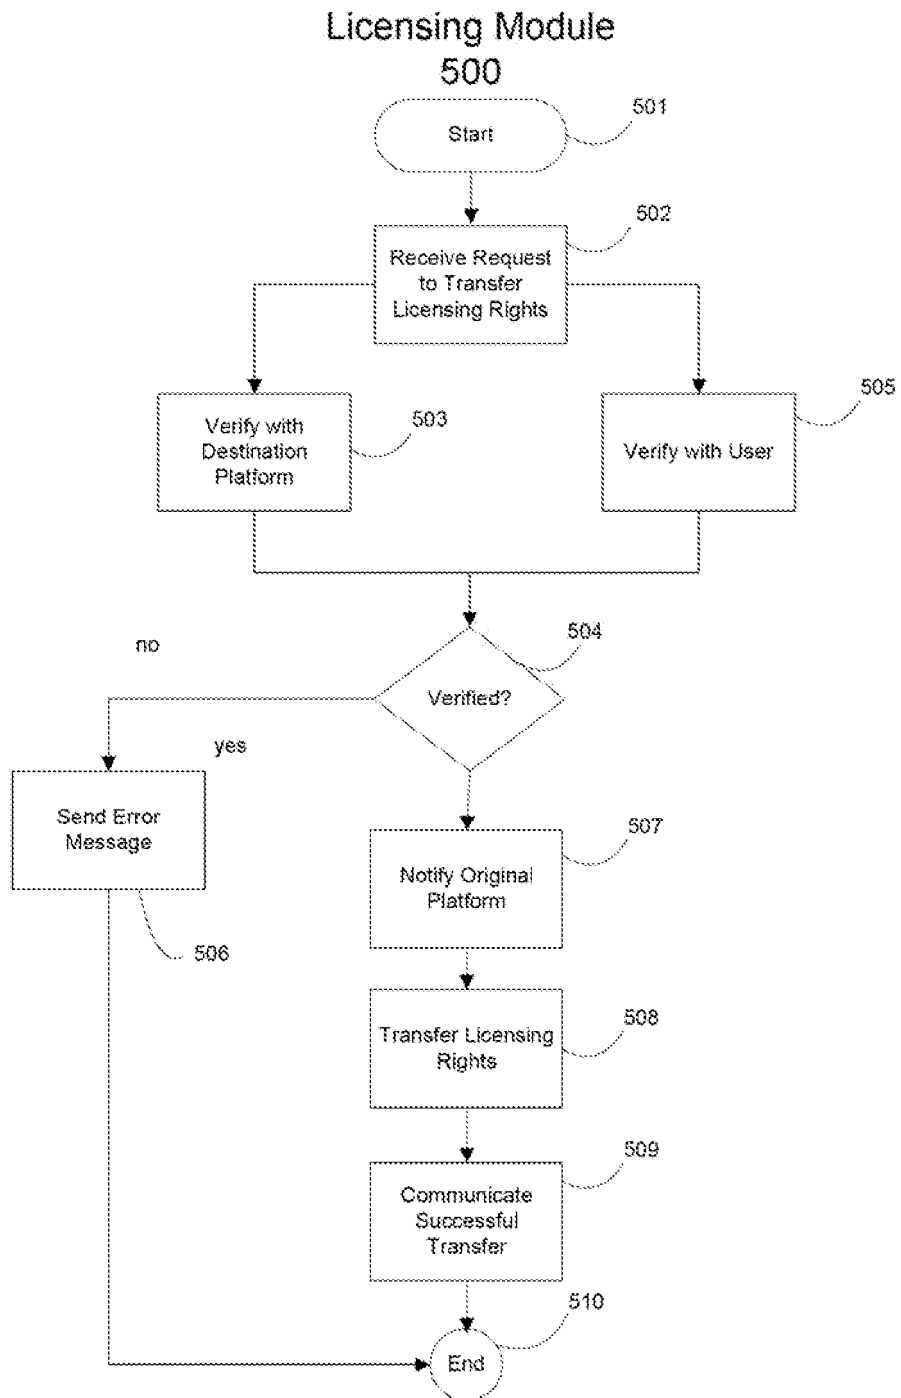 Licensing Module
500
501
Start
502
Receive Request
to Transfer
Licensing Rights
503
505
Verify with
Destination
Platform
Verify with User
504
no
Verified?
yes
Send Error
Message
507
Notify Original
Platform
506
508
Transfer Licensing
Rights
509
Communicate
Successful
Transfer
510
End